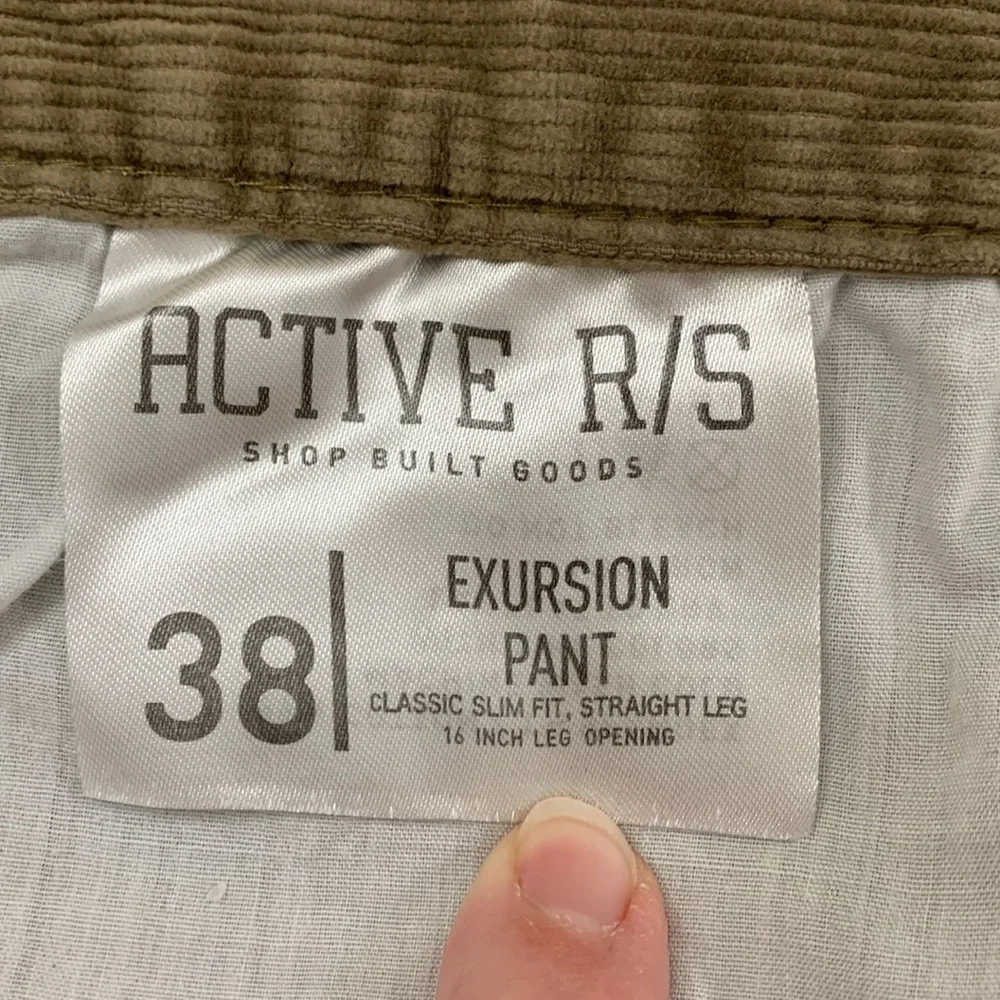 ACTIVE R/S
SHOP BUILT GOODS
38
EXURSION
PANT
CLASSIC SLIM FIT, STRAIGHT LEG
16 INCH LEG OPENING